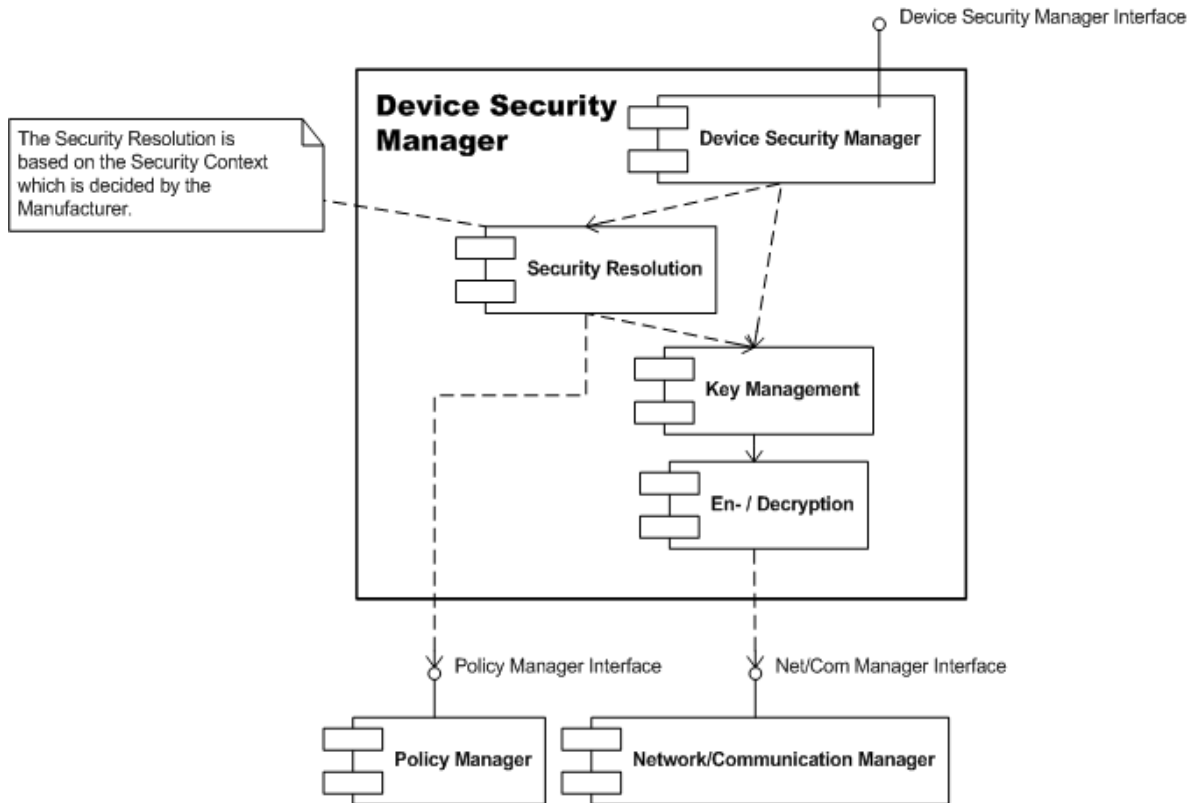 Device Security Manager Interface
Device Security
Manager
Device Security Manager
The Security Resolution is
based on the Security Context
which is decided by the
Manufacturer.
Security Resolution
Key Management
En- / Decryption
Policy Manager Interface
Net/Com Manager Interface
Policy Manager
Network/Communication Manager